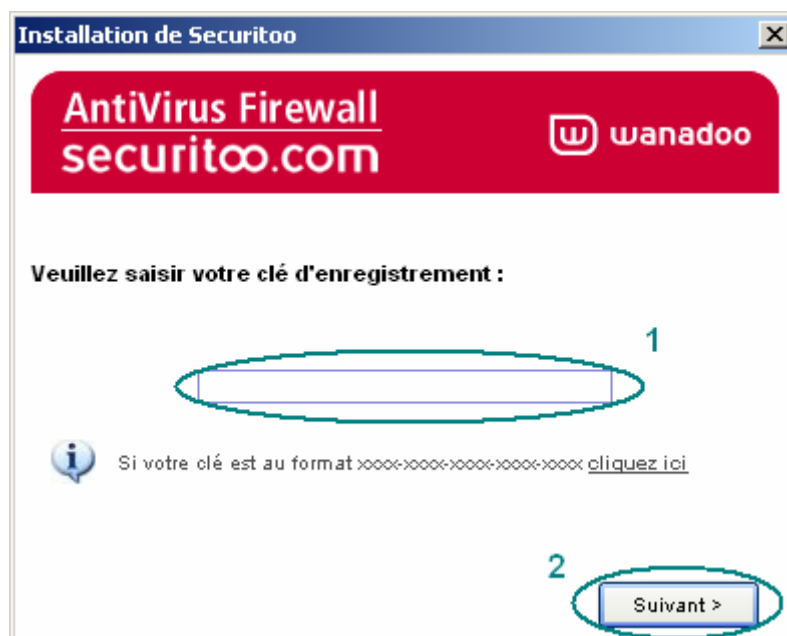 Installation de Securitoo
AntiVirus Firewall
securitoo.com
wanadoo
Veuillez saisir votre clé d'enregistrement :
1
Si votre clé est au format xxxx-xxxx-xxxx-xxxx-xxxx cliquez ici
2
Suivant >